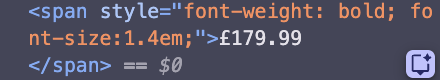 <span style="font-weight: bold; fo
nt-size:1.4em;">£179.99
</span> == $0